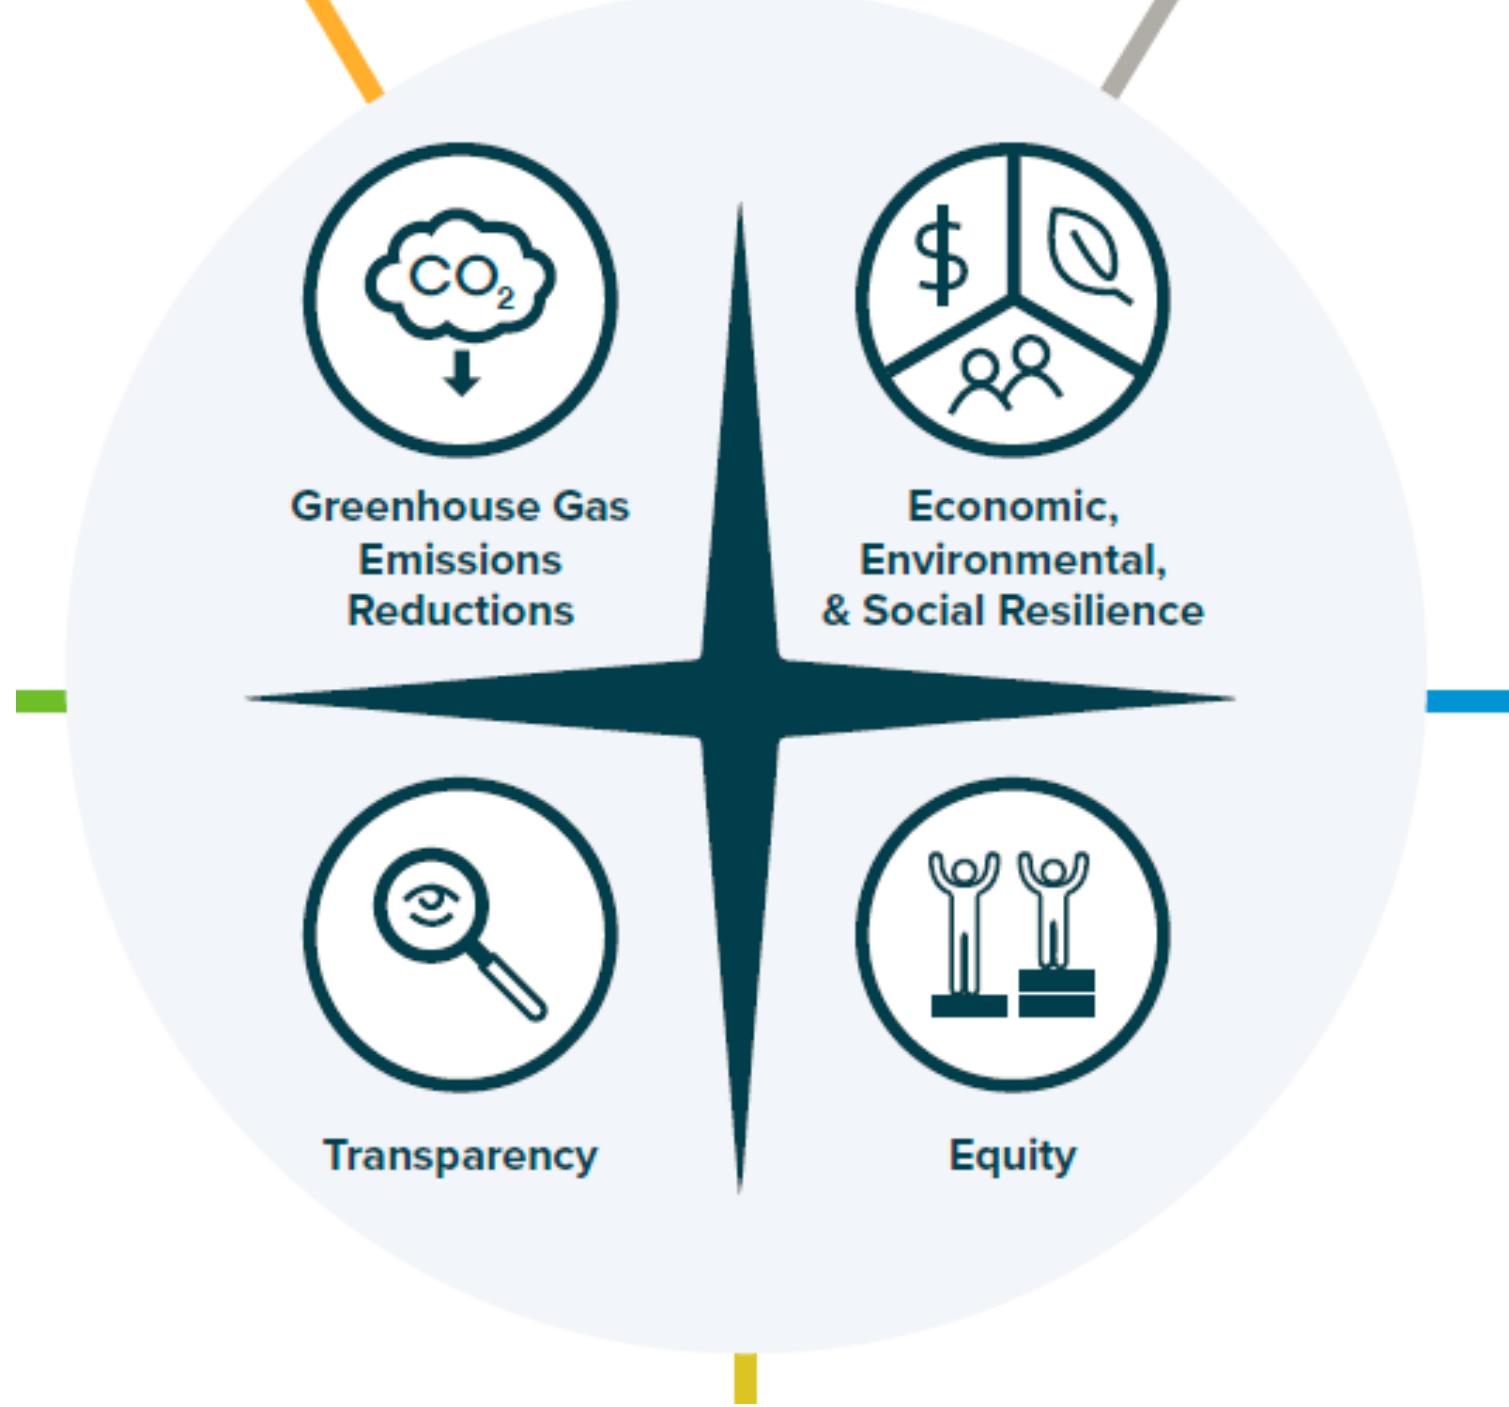 CO₂
$
Greenhouse Gas
Emissions
Reductions
Economic,
Environmental,
& Social Resilience
Transparency
Equity